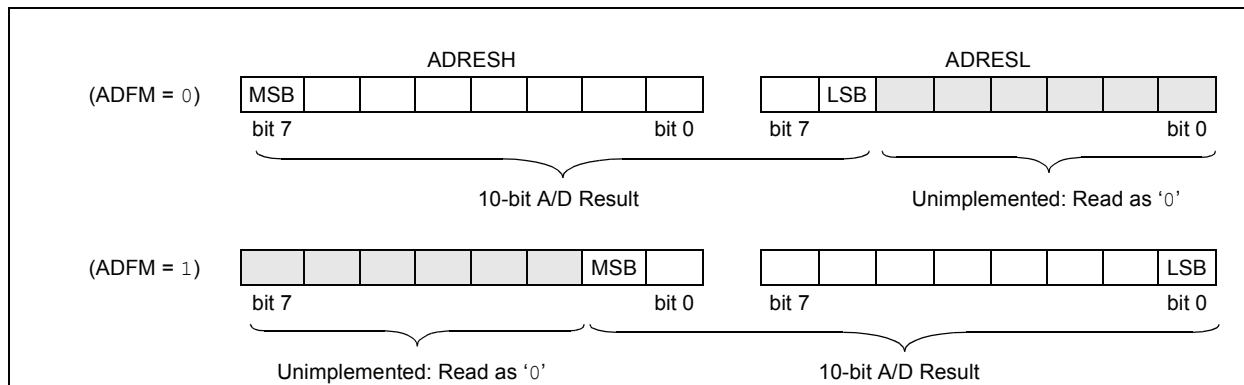 ADRESH ADRESL
(ADFM = 0) MSB LSB
bit 7 bit 0 bit 7 bit 0
10-bit A/D Result Unimplemented: Read as ‘0’
(ADFM = 1) MSB LSB
bit 7 bit 0 bit 7 bit 0
Unimplemented: Read as ‘0’ 10-bit A/D Result